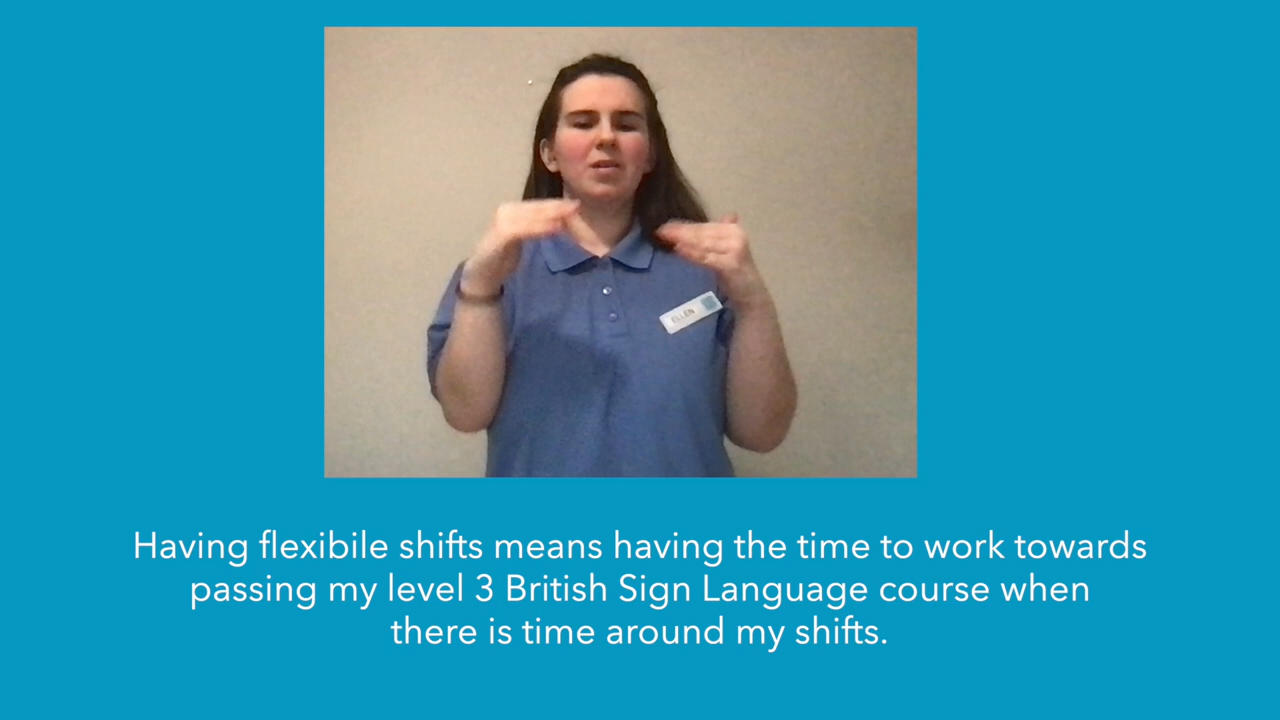 ELLEN
Having flexibile shifts means having the time to work towards
passing my level 3 British Sign Language course when
there is time around my shifts.